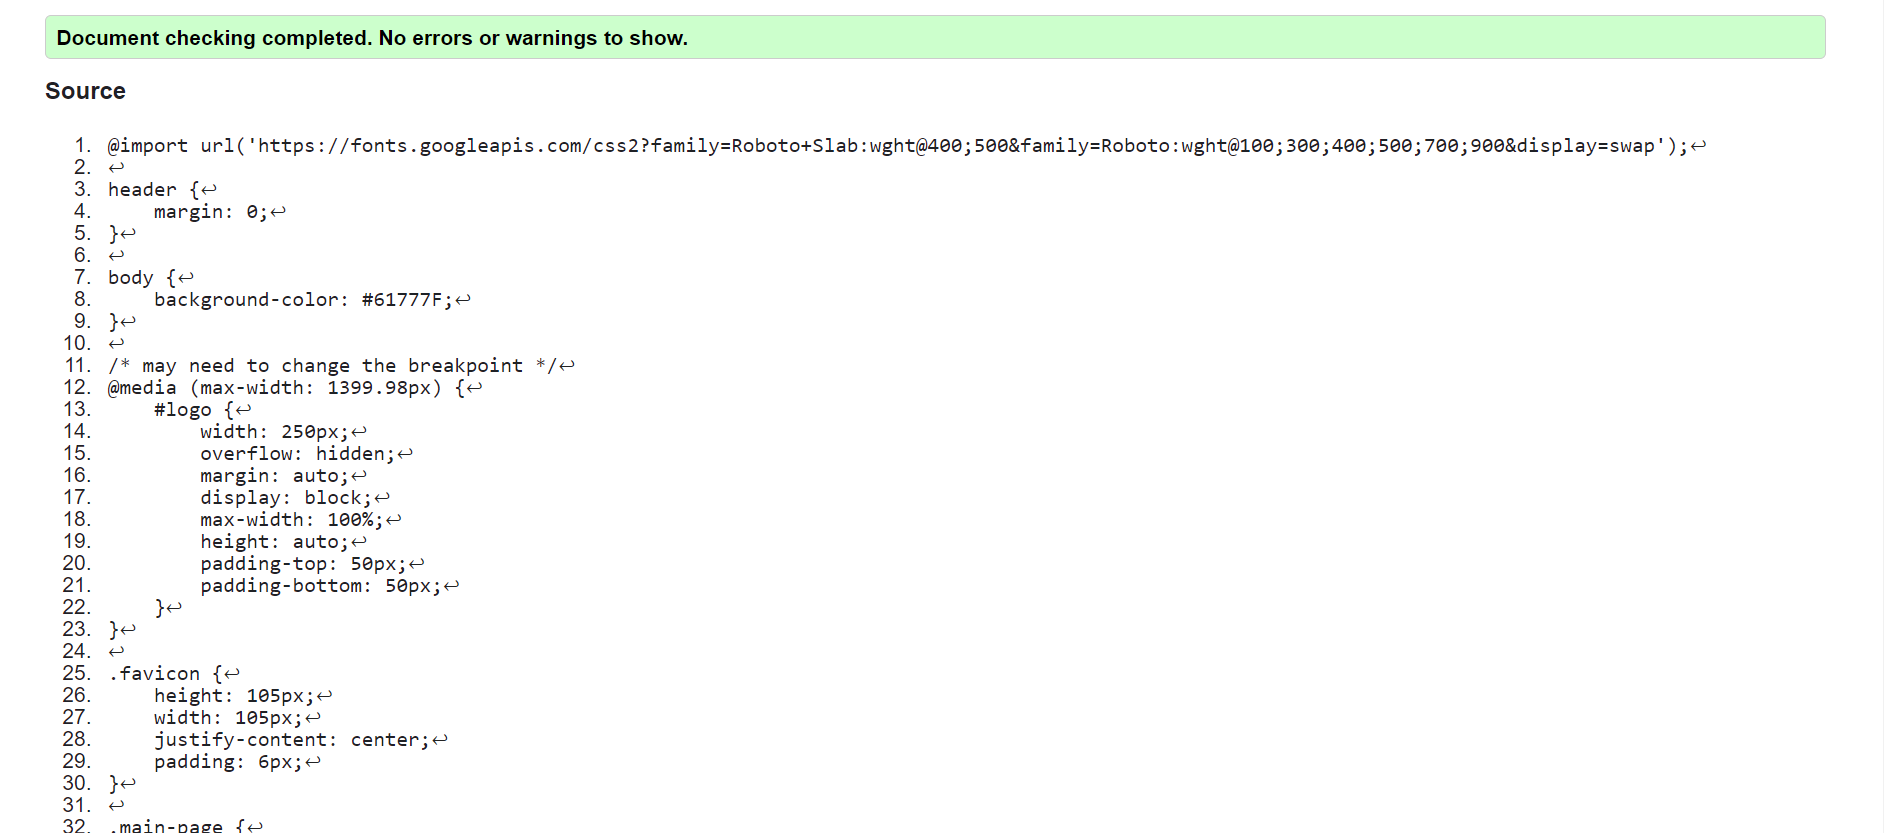 Document checking completed. No errors or warnings to show.
Source
1. @import url('https://fonts.googleapis.com/css2?family=Roboto+Slab:wght@400;500&family=Roboto:wght@100;300;400;500;700;900&display=swap');↩
2. ↩
3. header {↩
4.     margin: 0;↩
5. }↩
6. ↩
7. body {↩
8.     background-color: #61777F;↩
9. }↩
10. ↩
11. /* may need to change the breakpoint */↩
12. @media (max-width: 1399.98px) {↩
13.     #logo {↩
14.         width: 250px;↩
15.         overflow: hidden;↩
16.         margin: auto;↩
17.         display: block;↩
18.         max-width: 100%;↩
19.         height: auto;↩
20.         padding-top: 50px;↩
21.         padding-bottom: 50px;↩
22.     }↩
23. }↩
24. ↩
25. .favicon {↩
26.     height: 105px;↩
27.     width: 105px;↩
28.     justify-content: center;↩
29.     padding: 6px;↩
30. }↩
31. ↩
32. .main-page {↩